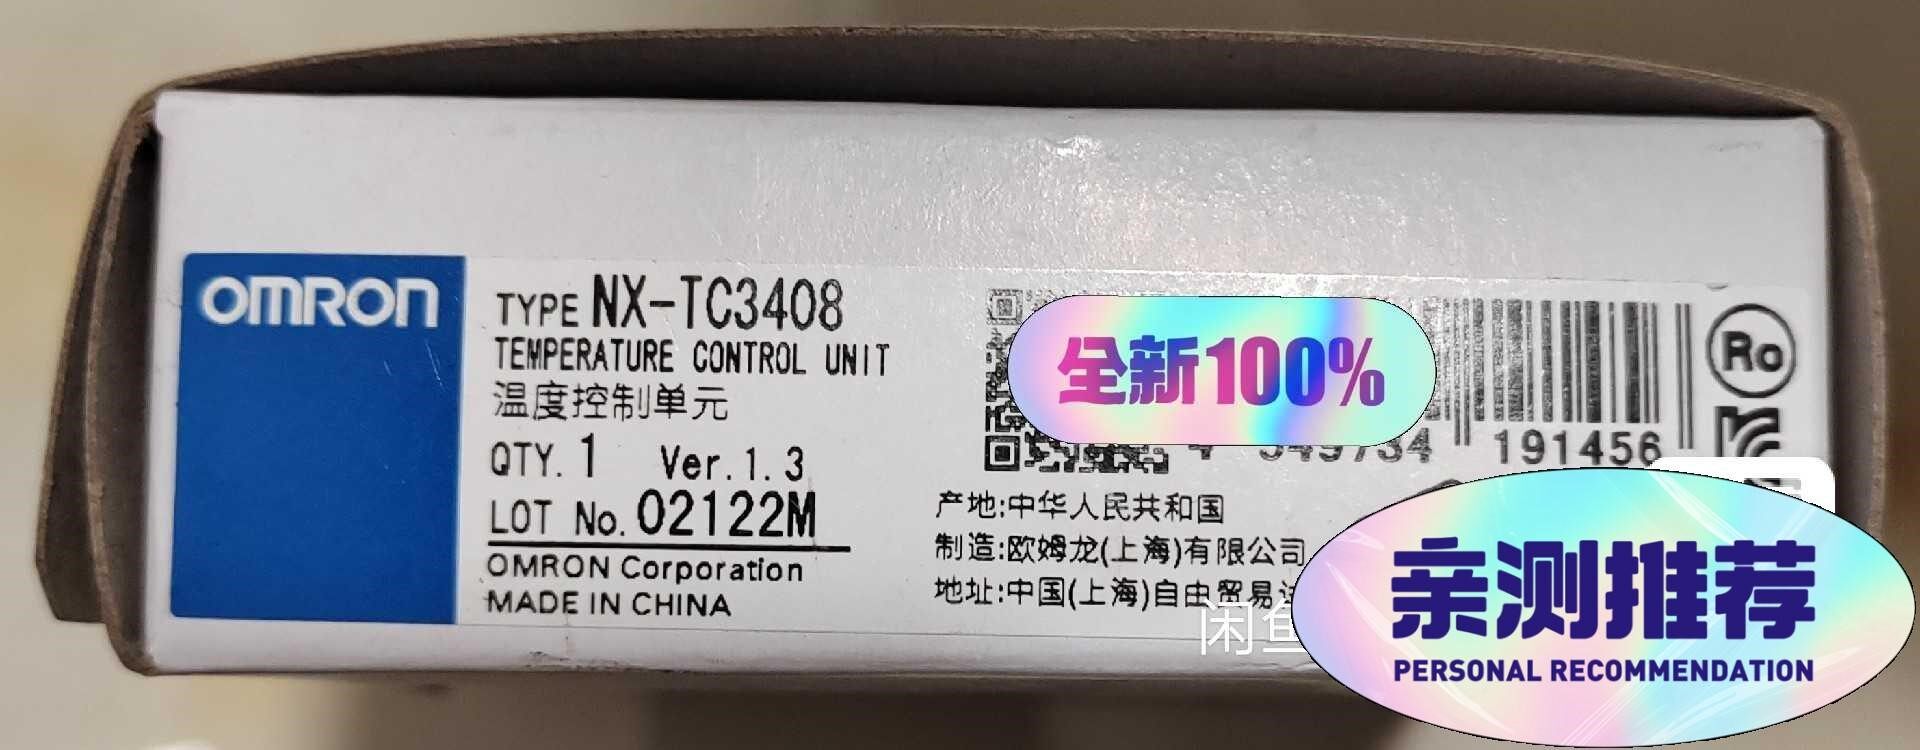 OMRON
TYPE NX-TC3408
TEMPERATURE CONTROL UNIT
温度控制单元
QTY. 1 Ver.1.3
LOT No. 02122M
OMRON Corporation
MADE IN CHINA
全新100%
191456
Ro
产地:中华人民共和国
制造:欧姆龙(上海)有限公司
地址:中国(上海)自由贸易
闲鱼
亲测推荐
PERSONAL RECOMMENDATION